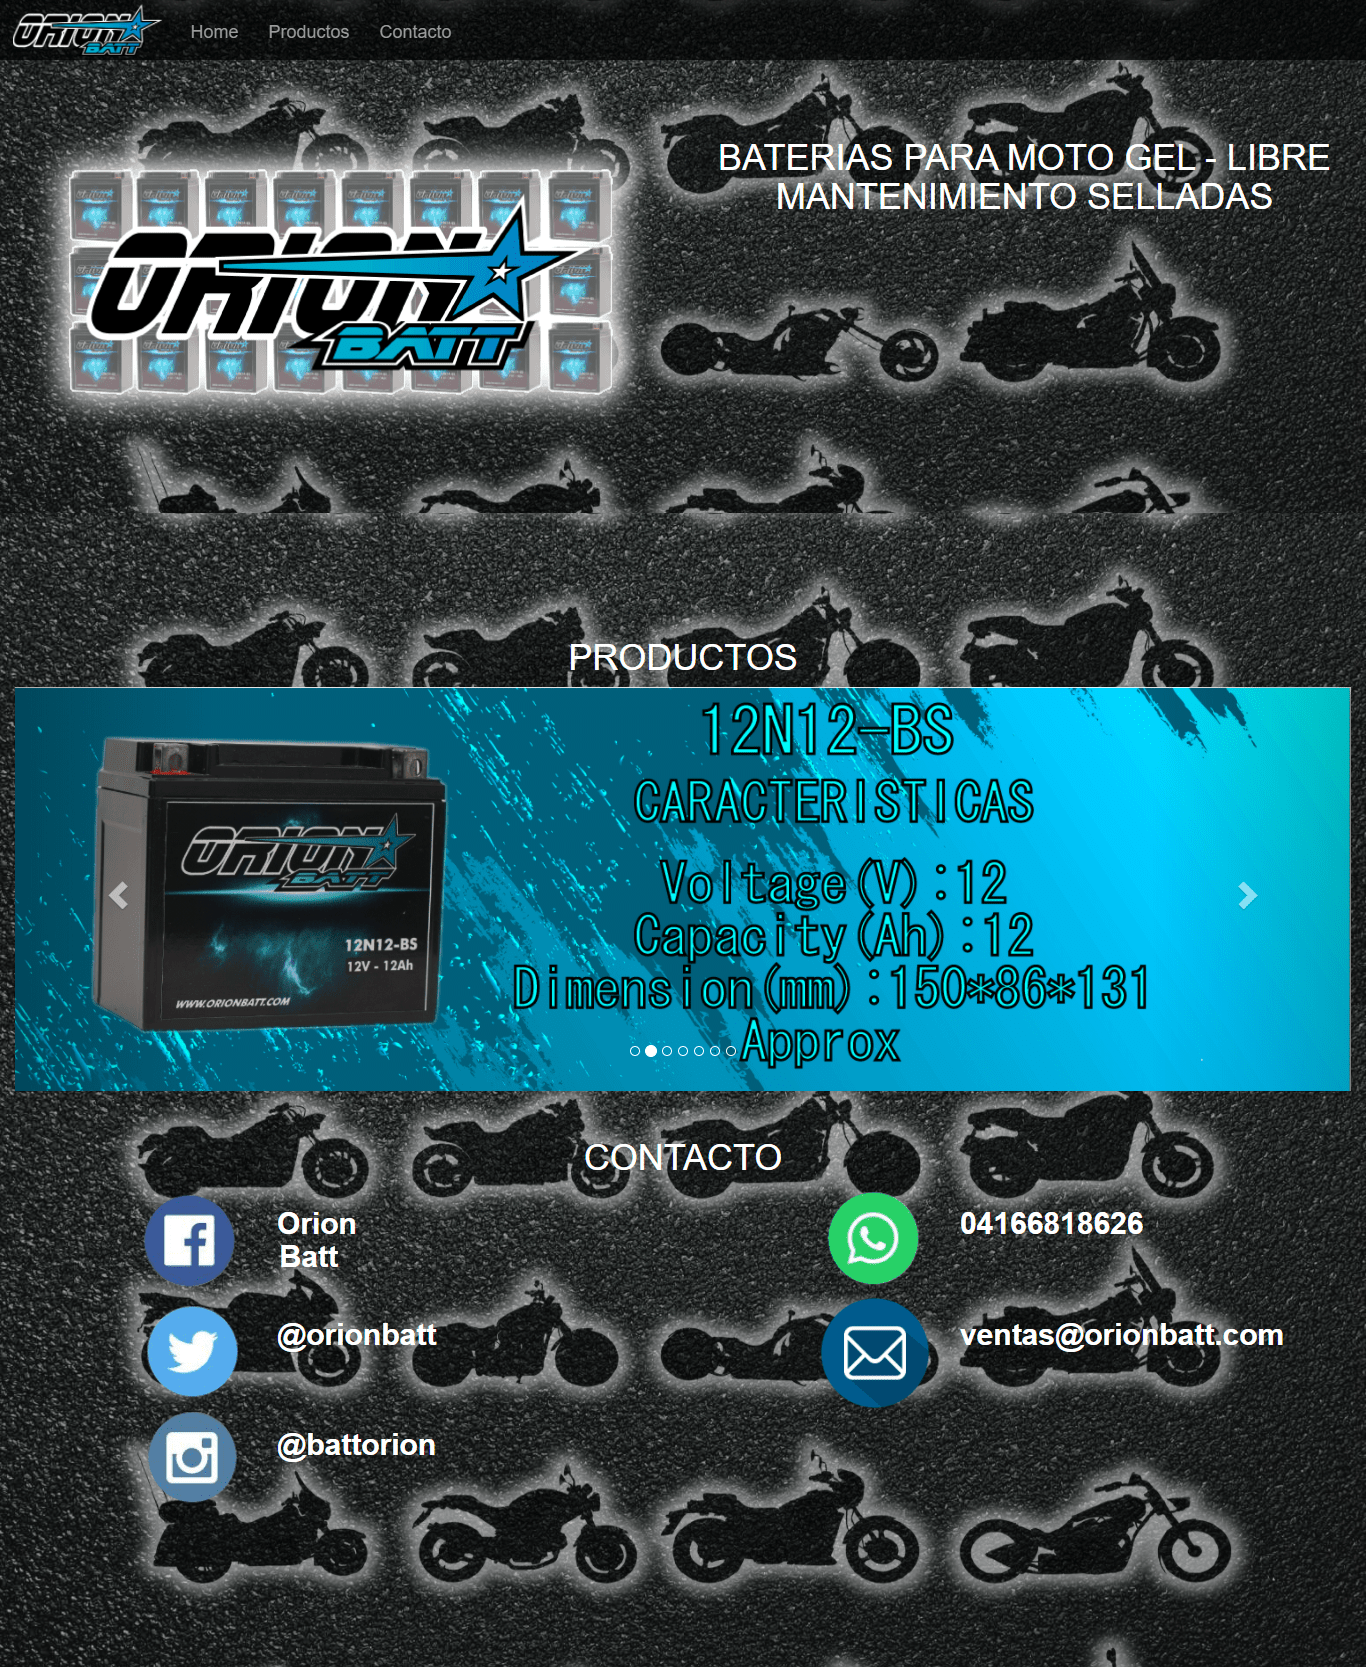 ORION
BATT
Home
Productos
Contacto
BATERIAS PARA MOTO GEL - LIBRE
MANTENIMIENTO SELLADAS
ORION
BATT
PRODUCTOS
12N12-BS
CARACTERISTICAS
Voltage(V):12
Capacity(Ah):12
Dimension(mm):150*86*131
Approx
ORION
BATT
12N12-BS
12V - 12Ah
WWW.ORIONBATT.COM
CONTACTO
Orion
Batt
04166818626
@orionbatt
ventas@orionbatt.com
@battorion